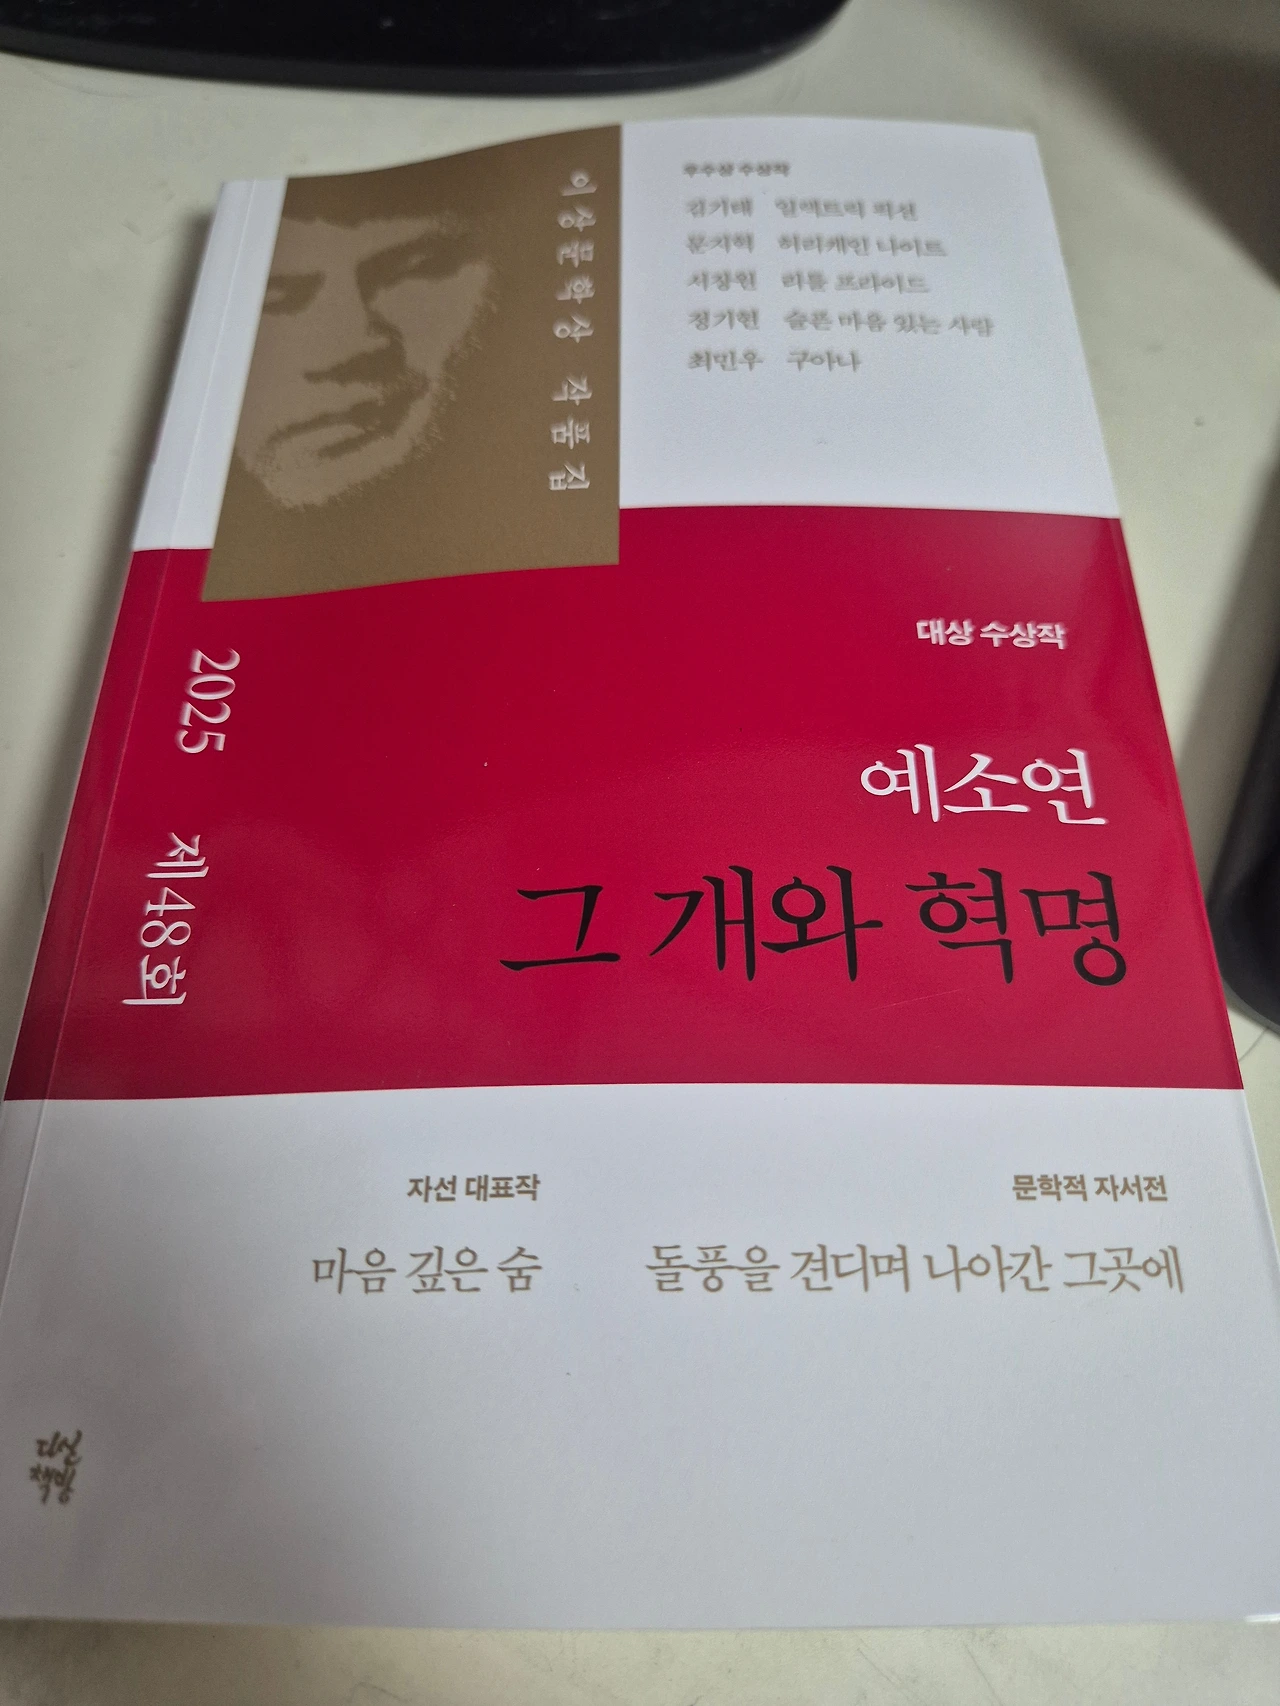 이상문학상 작품집
우수상 수상작
김기태 일렉트릭 픽션
문지혁 허리케인 나이트
서장원 리틀 프라이드
정기현 슬픈 마음 있는 사람
최민우 구아나
대상 수상작
예소연
그 개와 혁명
2025 제48회
자선 대표작
마음 깊은 숨
문학적 자서전
돌풍을 견디며 나아간 그곳에
다산
책방